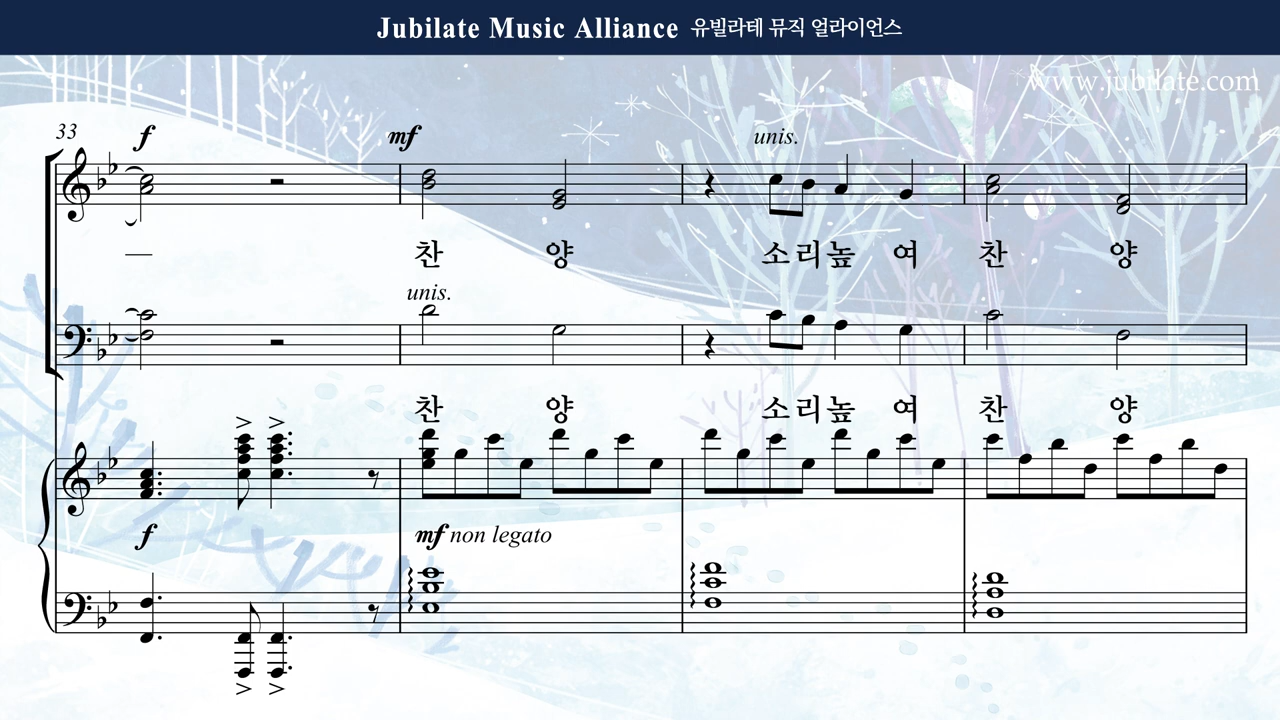 Jubilate Music Alliance 유빌라테 뮤직 얼라이언스
www.jubilate.com
33 f mf unis.
찬 양 소리높여 찬 양
unis.
찬 양 소리높여 찬 양
f mf non legato